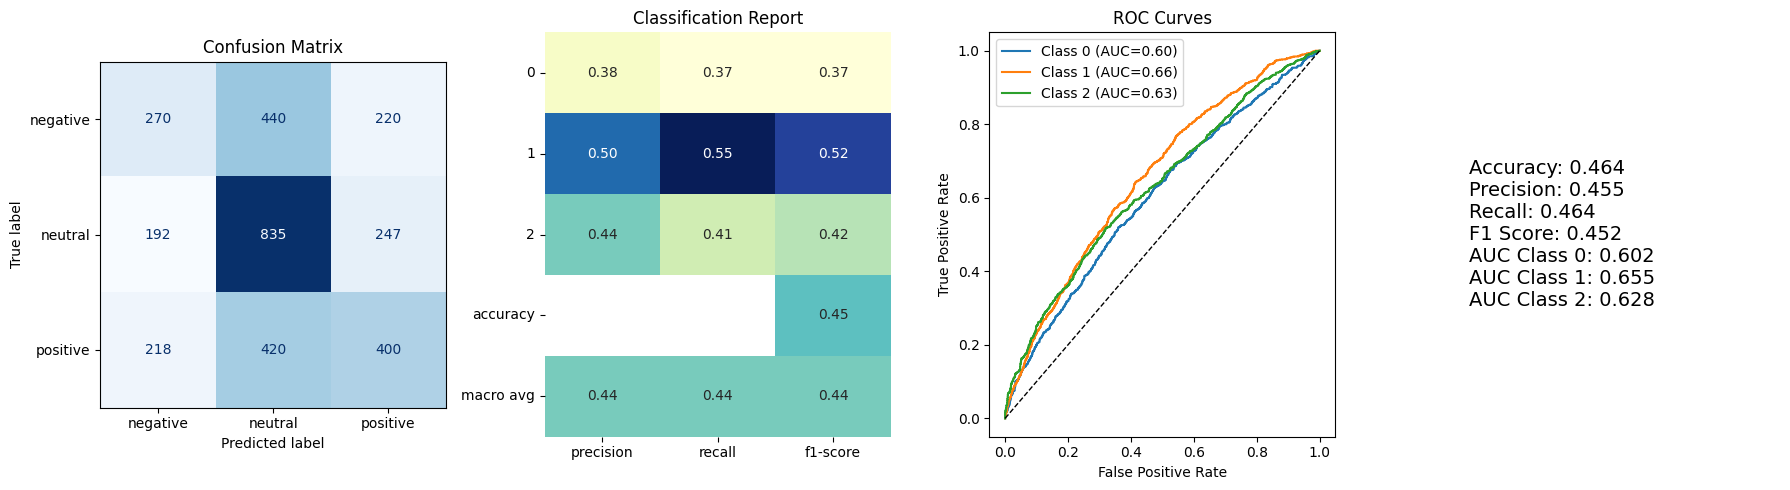 Confusion Matrix
negative 270 440 220
neutral 192 835 247
positive 218 420 400
negative neutral positive
Predicted label
True label
Classification Report
0 0.38 0.37 0.37
1 0.50 0.55 0.52
2 0.44 0.41 0.42
accuracy 0.45
macro avg 0.44 0.44 0.44
precision recall f1-score
ROC Curves
Class 0 (AUC=0.60)
Class 1 (AUC=0.66)
Class 2 (AUC=0.63)
1.0
0.8
0.6
0.4
0.2
0.0
True Positive Rate
0.0 0.2 0.4 0.6 0.8 1.0
False Positive Rate
Accuracy: 0.464
Precision: 0.455
Recall: 0.464
F1 Score: 0.452
AUC Class 0: 0.602
AUC Class 1: 0.655
AUC Class 2: 0.628